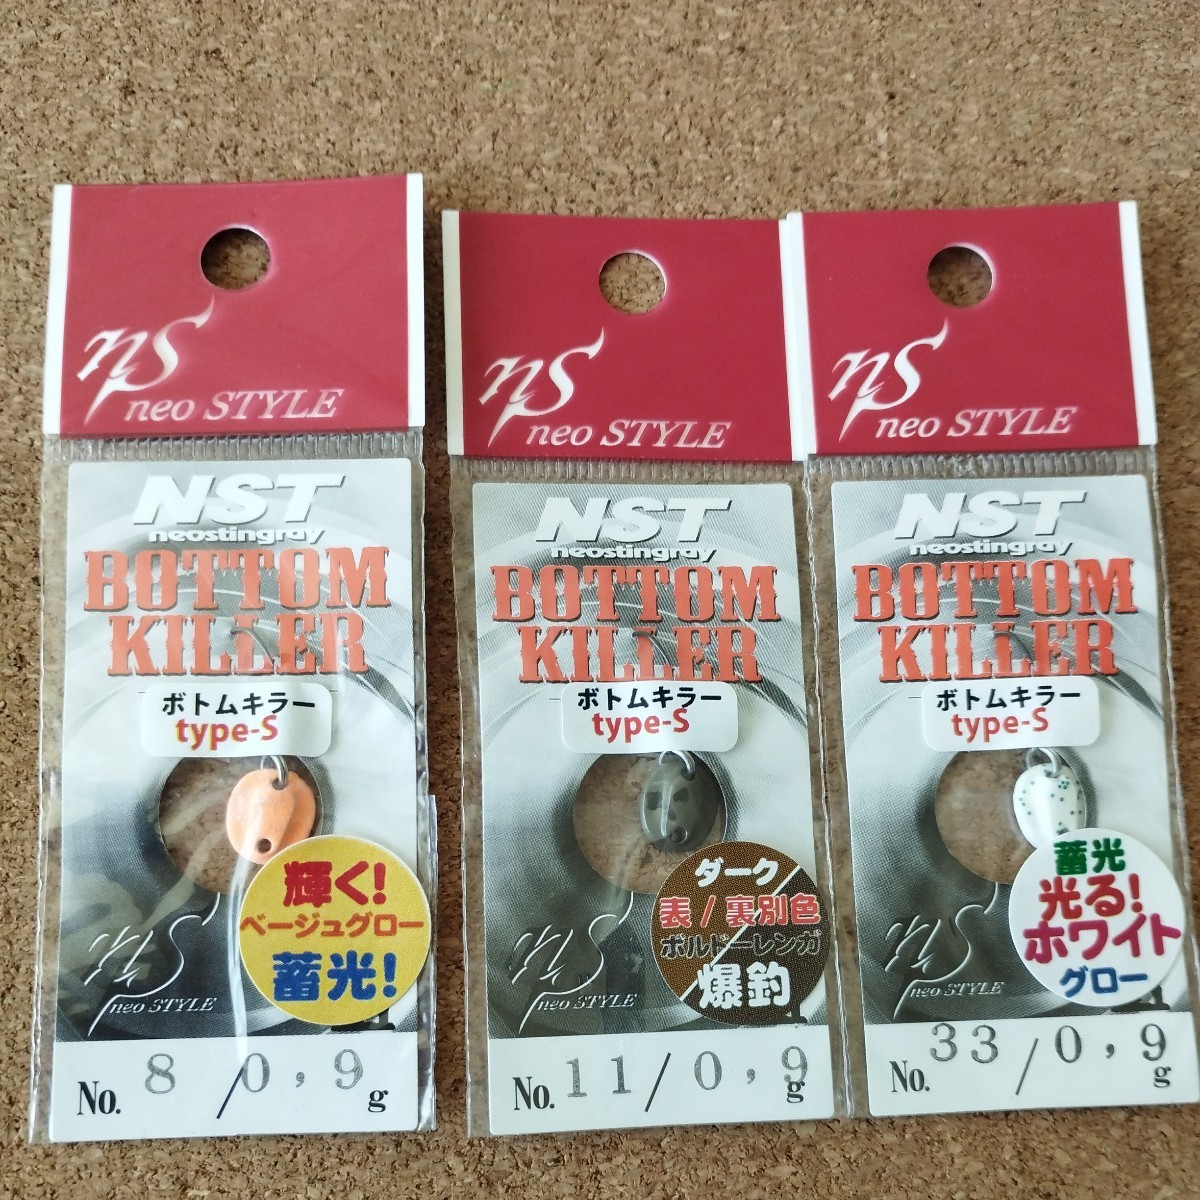 ns
neo STYLE
NST
neostingray
BOTTOM
KILLER
ボトムキラー
type-S
輝く!
ベージュグロー
蓄光!
ns
neo STYLE
No. 8 / 0,9 g
ns
neo STYLE
NST
neostingray
BOTTOM
KILLER
ボトムキラー
type-S
ダーク
表/裏別色
ボルドーレンガ
爆釣
ns
neo STYLE
No. 11 / 0,9 g
ns
neo STYLE
NST
neostingray
BOTTOM
KILLER
ボトムキラー
type-S
蓄光
光る!
ホワイト
グロー
ns
neo STYLE
No. 33 / 0,9 g